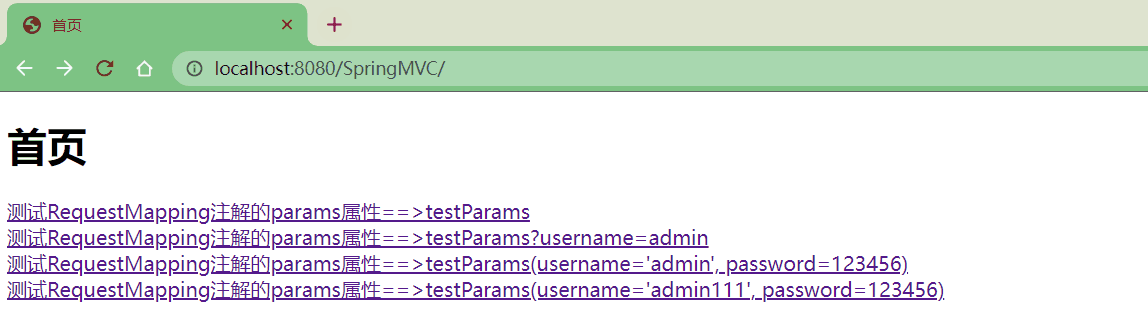 首页
localhost:8080/SpringMVC/
首页
测试RequestMapping注解的params属性==>testParams
测试RequestMapping注解的params属性==>testParams?username=admin
测试RequestMapping注解的params属性==>testParams(username='admin', password=123456)
测试RequestMapping注解的params属性==>testParams(username='admin111', password=123456)